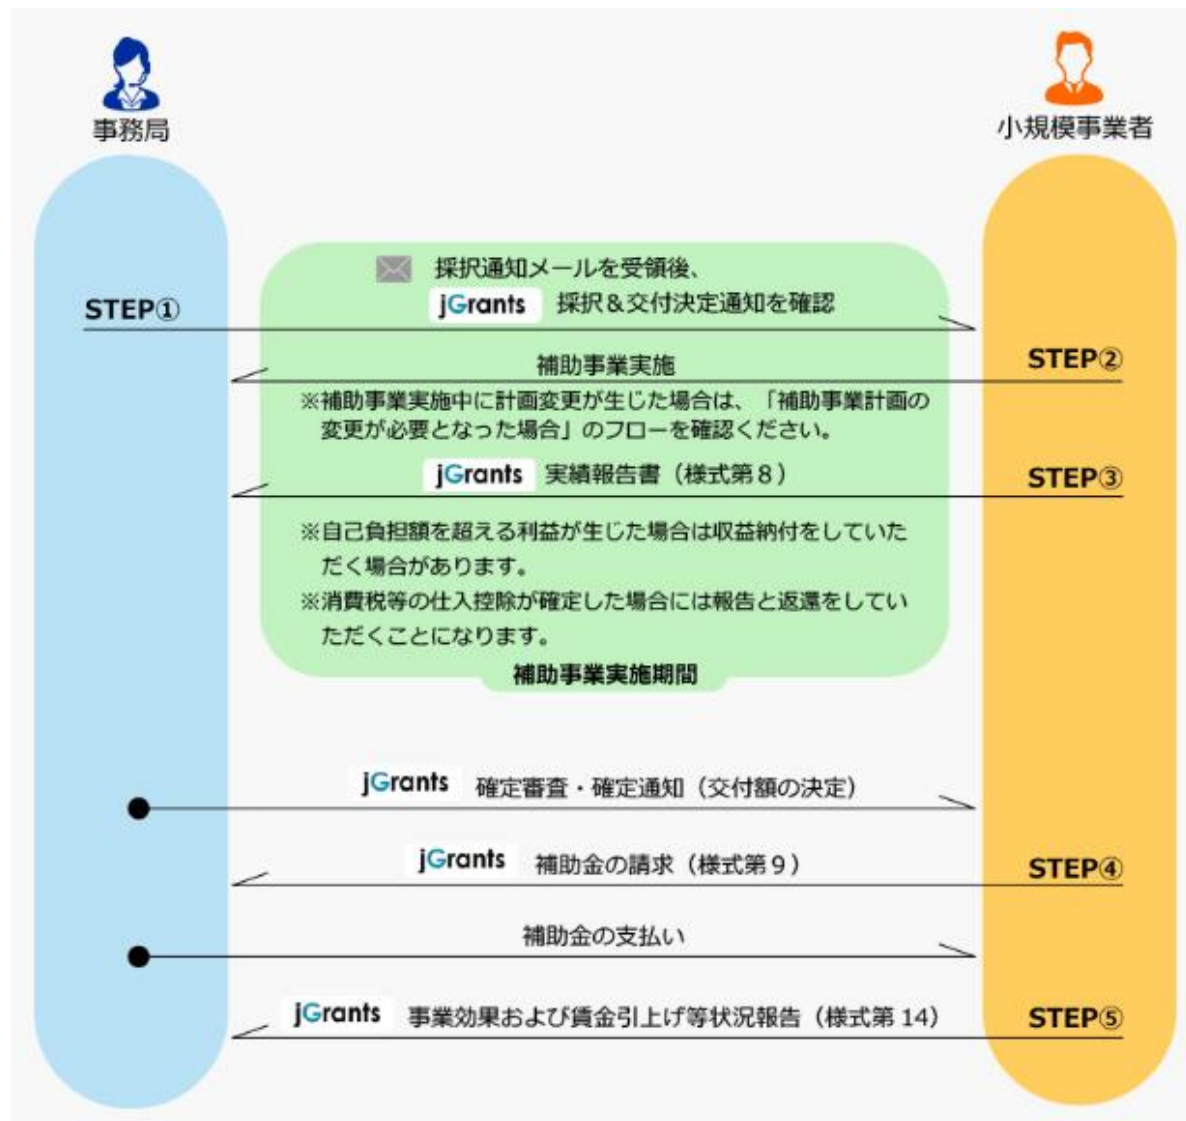 事務局
小規模事業者
採択通知メールを受領後、
STEP①
jGrants 採択＆交付決定通知を確認
補助事業実施
STEP②
※補助事業実施中に計画変更が生じた場合は、「補助事業計画の
変更が必要となった場合」のフローを確認ください。
jGrants 実績報告書（様式第８）
STEP③
※自己負担額を超える利益が生じた場合は収益納付をしていた
だく場合があります。
※消費税等の仕入控除が確定した場合には報告と返還をしてい
ただくことになります。
補助事業実施期間
jGrants 確定審査・確定通知（交付額の決定）
jGrants 補助金の請求（様式第９）
STEP④
補助金の支払い
jGrants 事業効果および賃金引上げ等状況報告（様式第 14）
STEP⑤